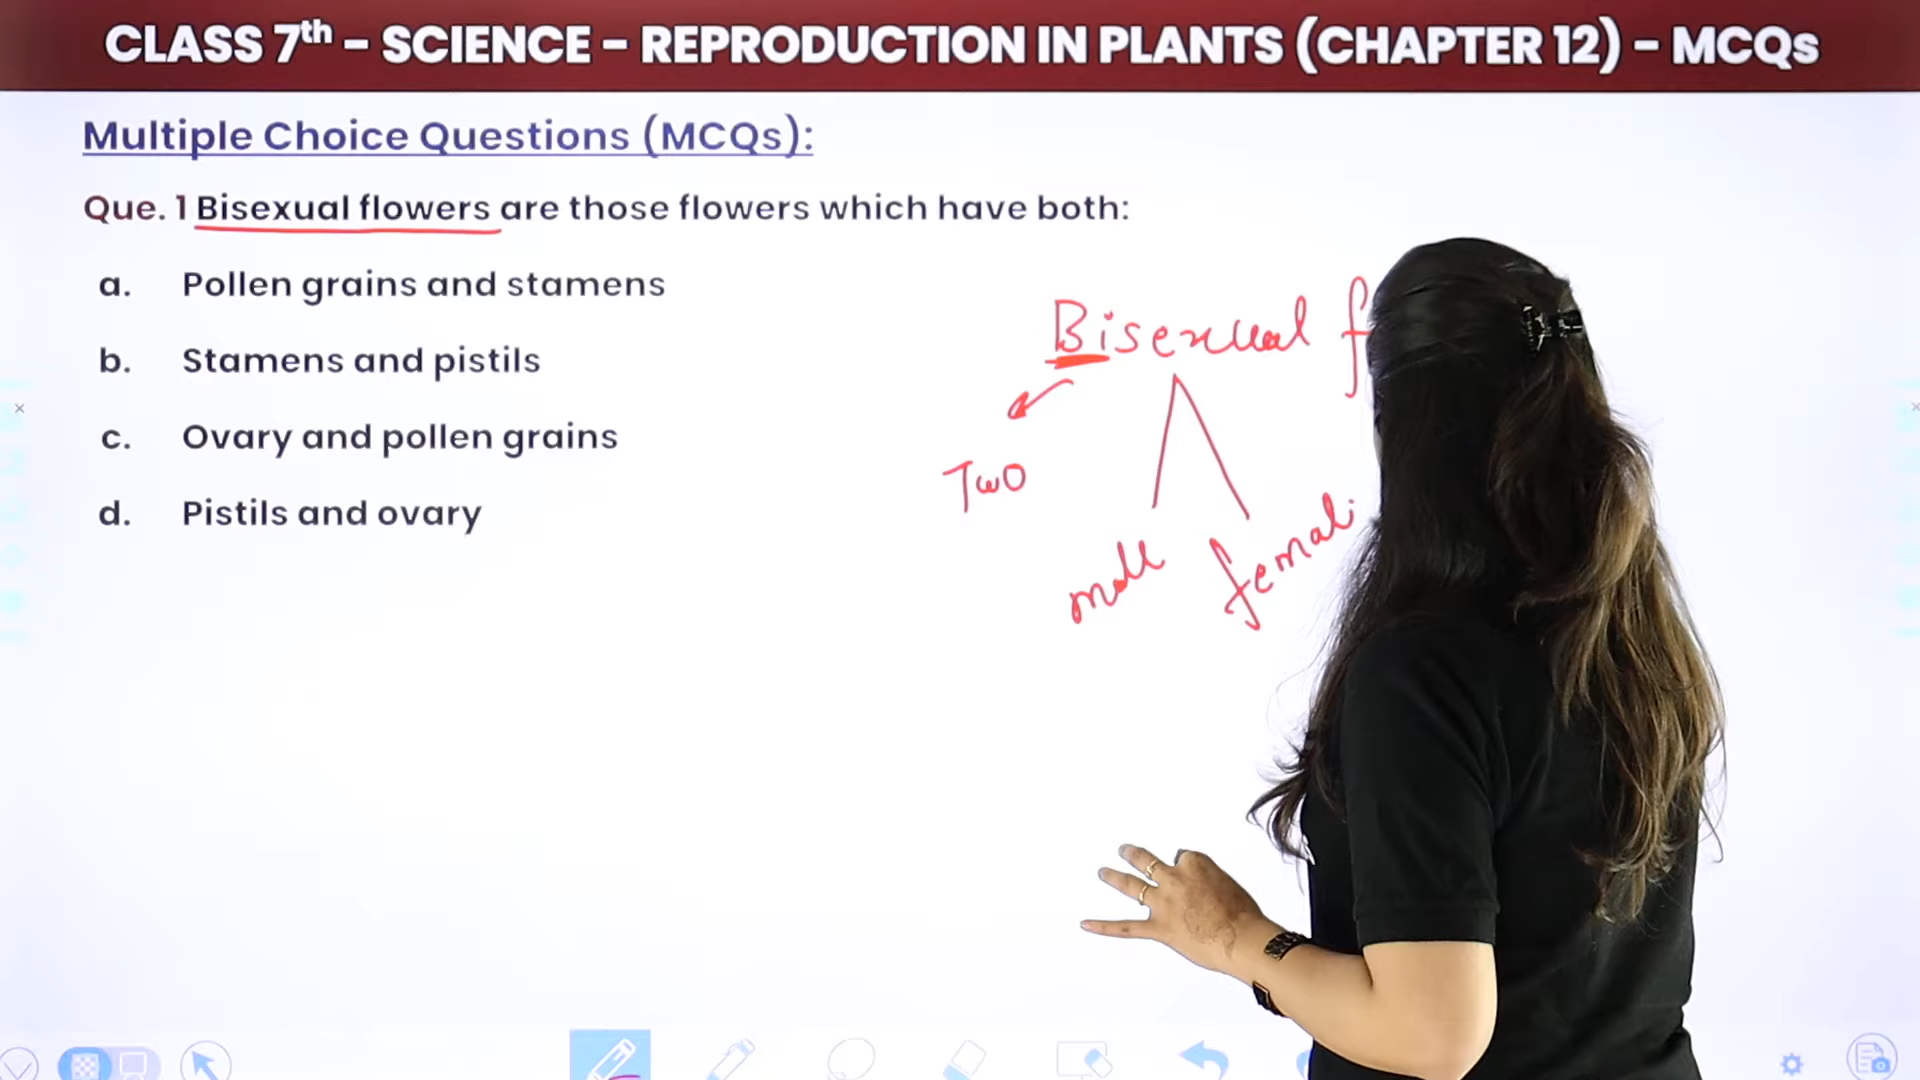 CLASS 7th – SCIENCE – REPRODUCTION IN PLANTS (CHAPTER 12) – MCQs
Multiple Choice Questions (MCQs):
Que. 1 Bisexual flowers are those flowers which have both:
a. Pollen grains and stamens
b. Stamens and pistils
c. Ovary and pollen grains
d. Pistils and ovary
Bisexual f
Two
male femal